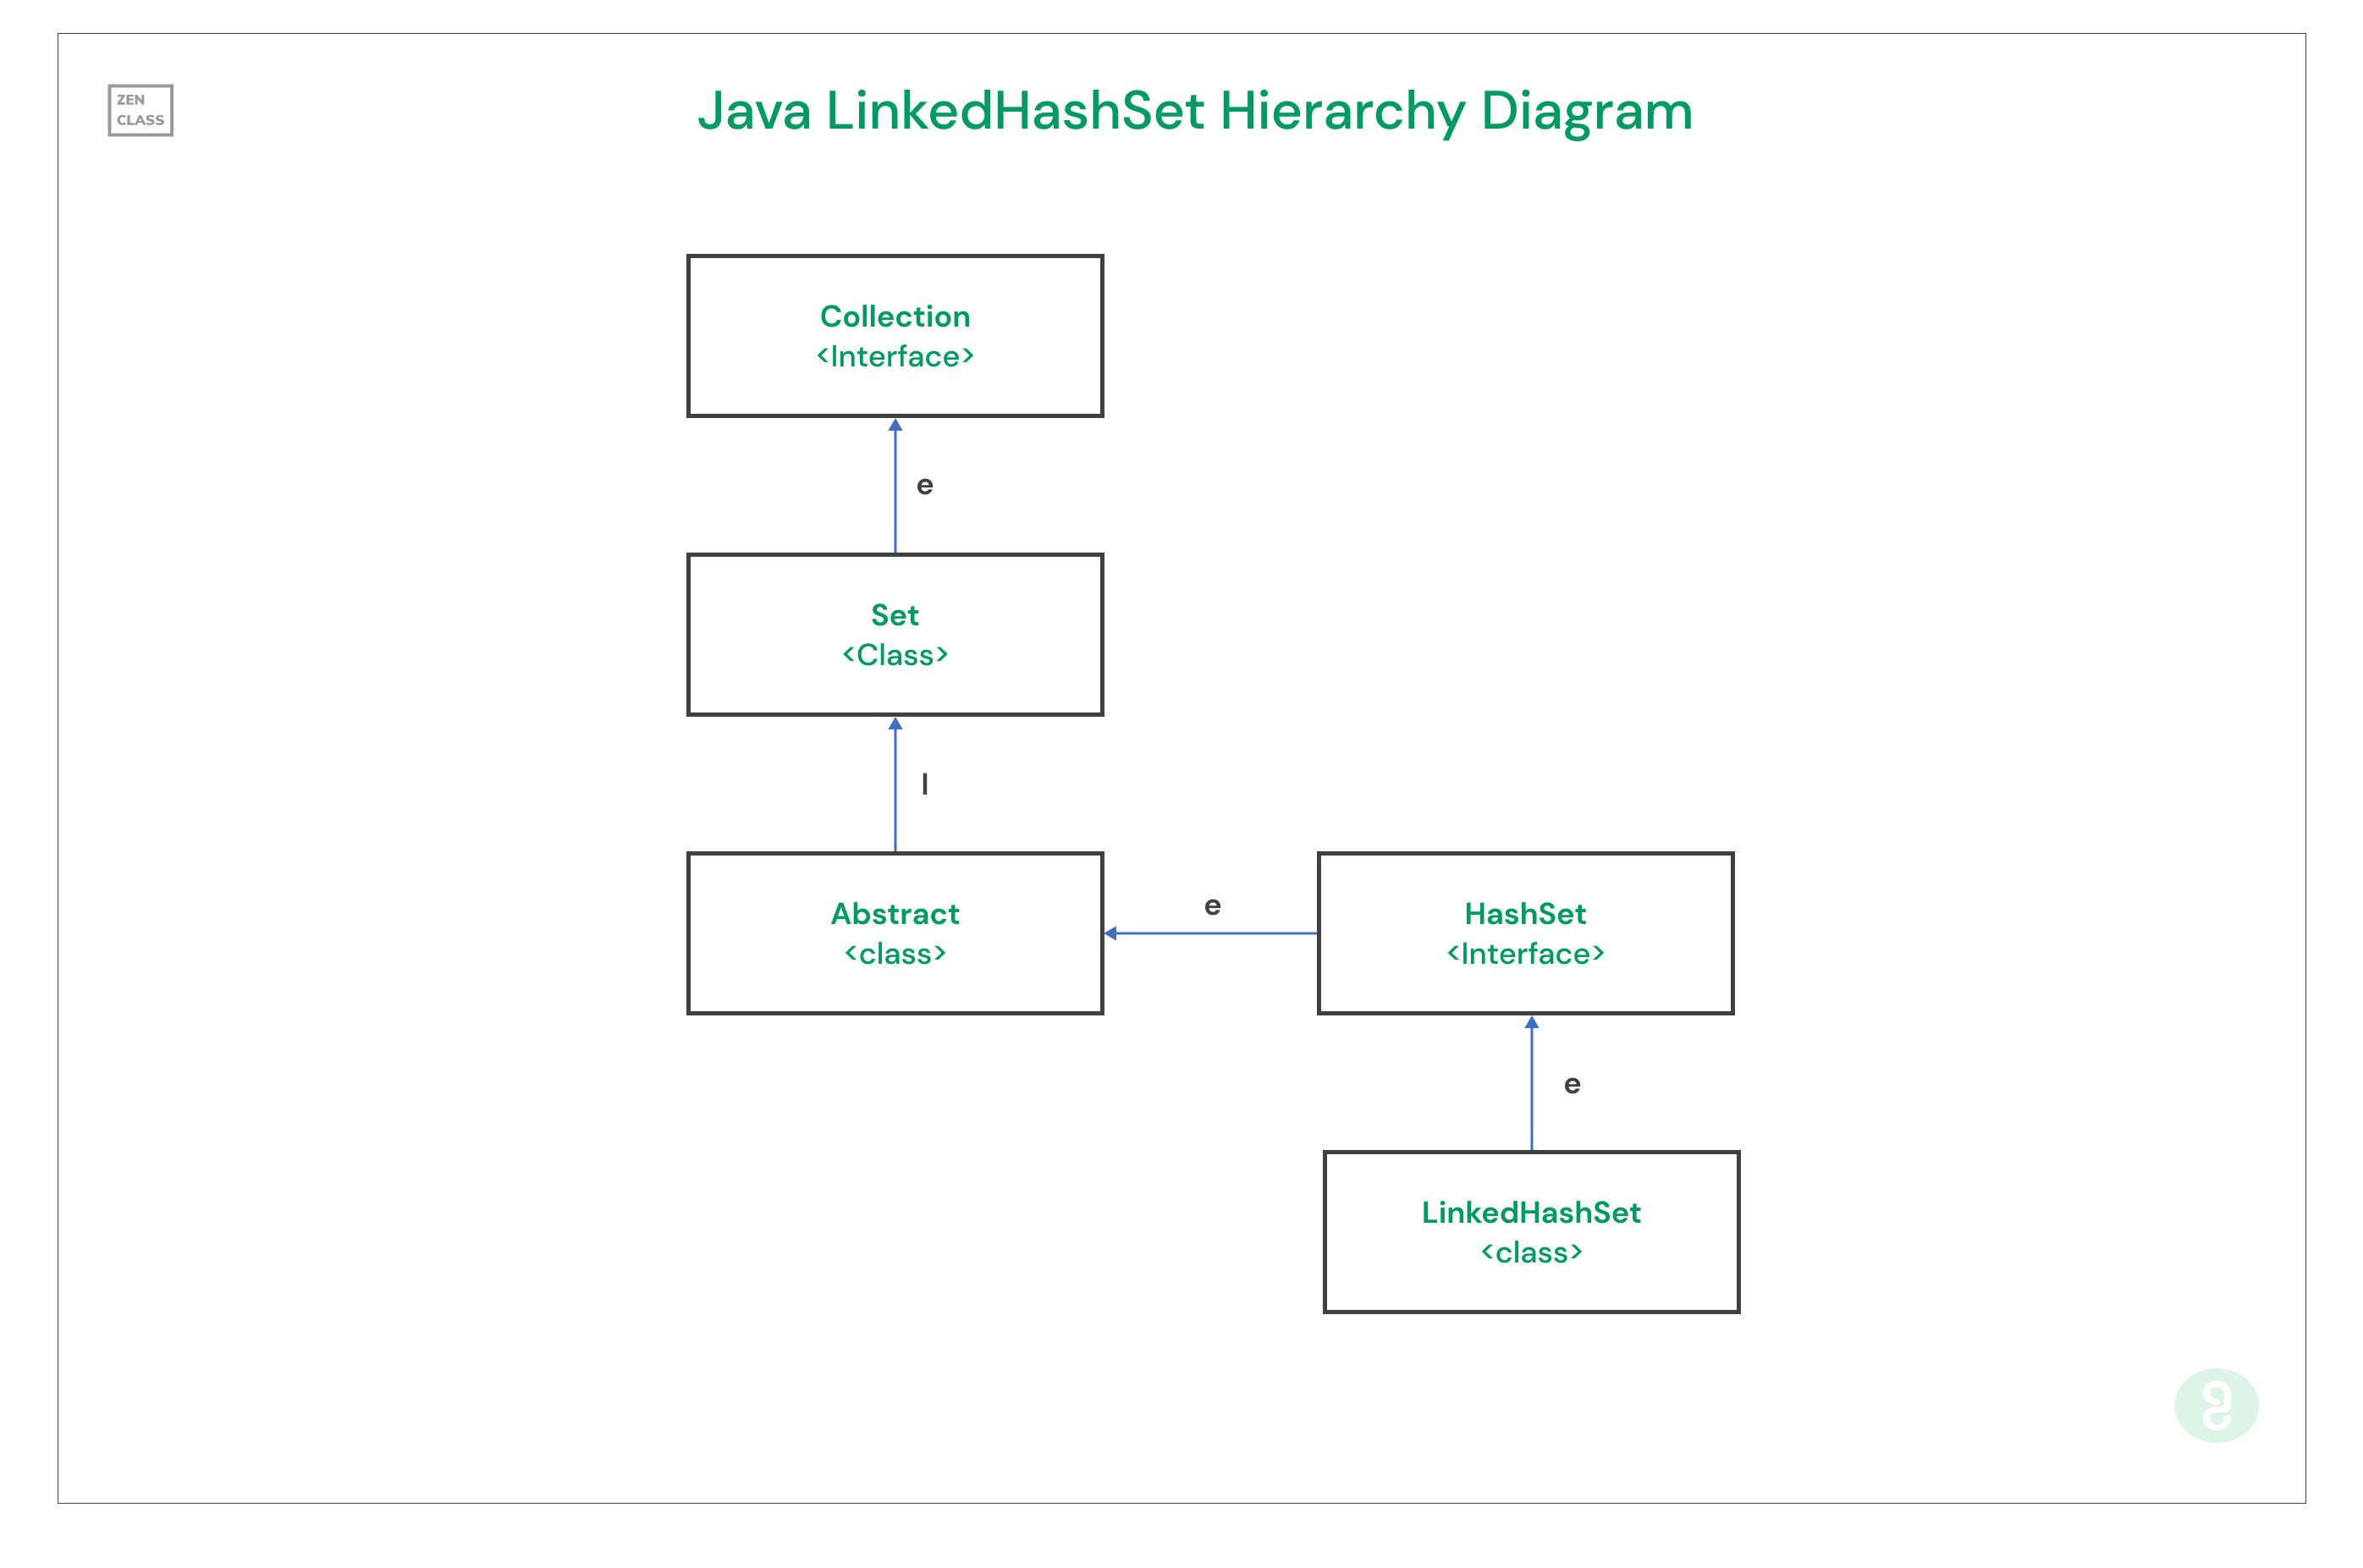 ZEN
CLASS
Java LinkedHashSet Hierarchy Diagram
Collection
<Interface>
e
Set
<Class>
I
Abstract
<class>
e
HashSet
<Interface>
e
LinkedHashSet
<class>